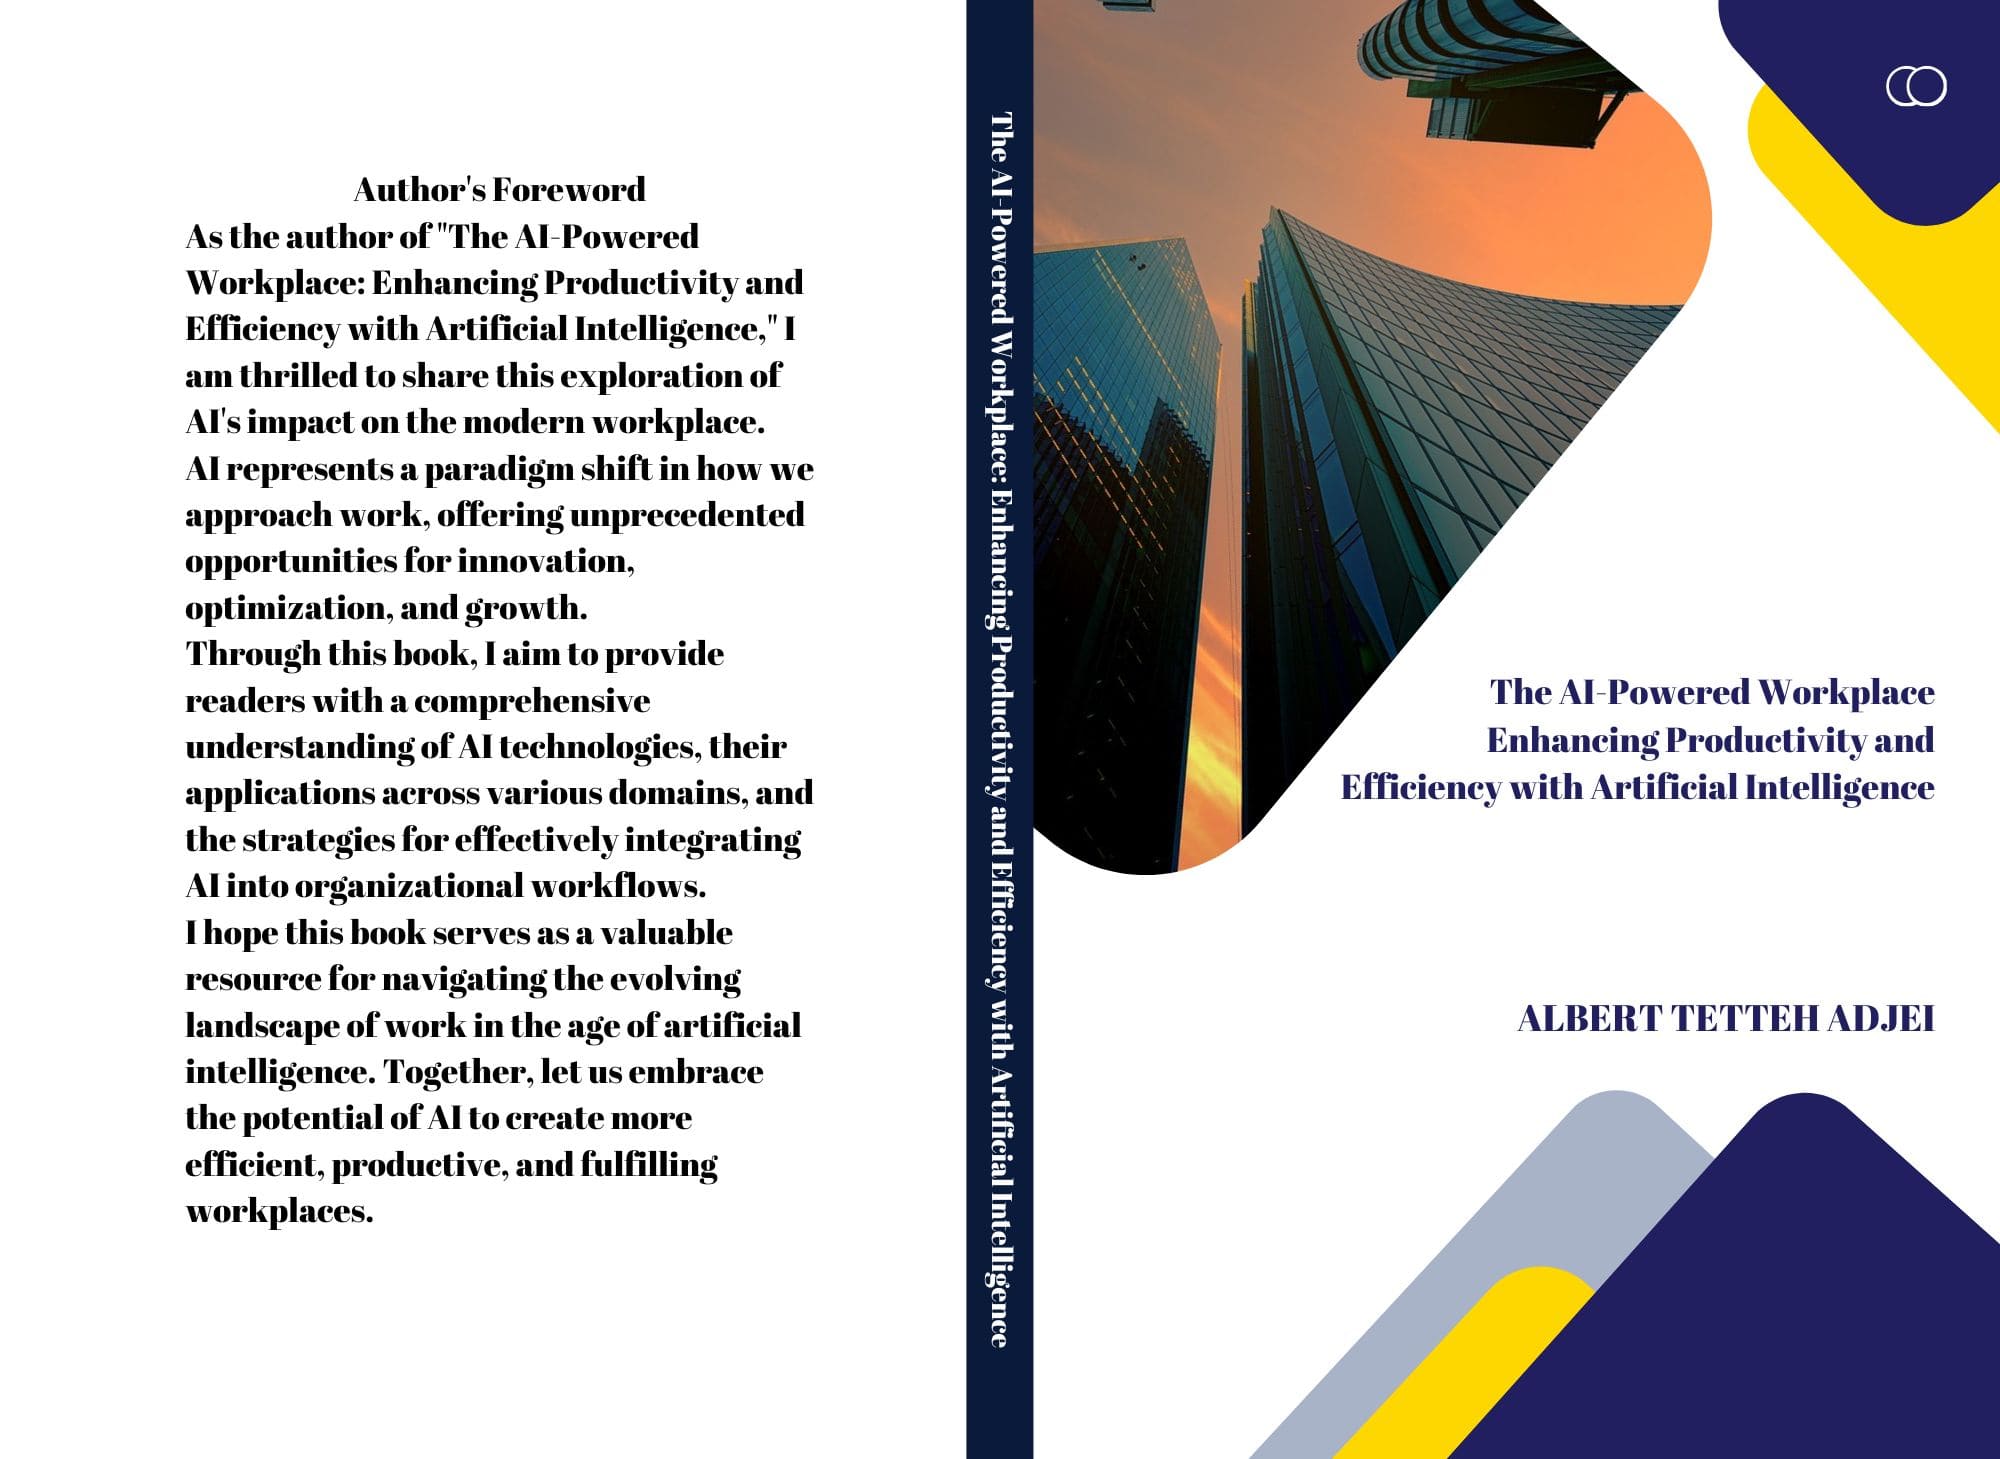 Author's Foreword
As the author of "The AI-Powered
Workplace: Enhancing Productivity and
Efficiency with Artificial Intelligence," I
am thrilled to share this exploration of
AI's impact on the modern workplace.
AI represents a paradigm shift in how we
approach work, offering unprecedented
opportunities for innovation,
optimization, and growth.
Through this book, I aim to provide
readers with a comprehensive
understanding of AI technologies, their
applications across various domains, and
the strategies for effectively integrating
AI into organizational workflows.
I hope this book serves as a valuable
resource for navigating the evolving
landscape of work in the age of artificial
intelligence. Together, let us embrace
the potential of AI to create more
efficient, productive, and fulfilling
workplaces.
The AI-Powered Workplace: Enhancing Productivity and Efficiency with Artificial Intelligence
The AI-Powered Workplace
Enhancing Productivity and
Efficiency with Artificial Intelligence
ALBERT TETTEH ADJEI